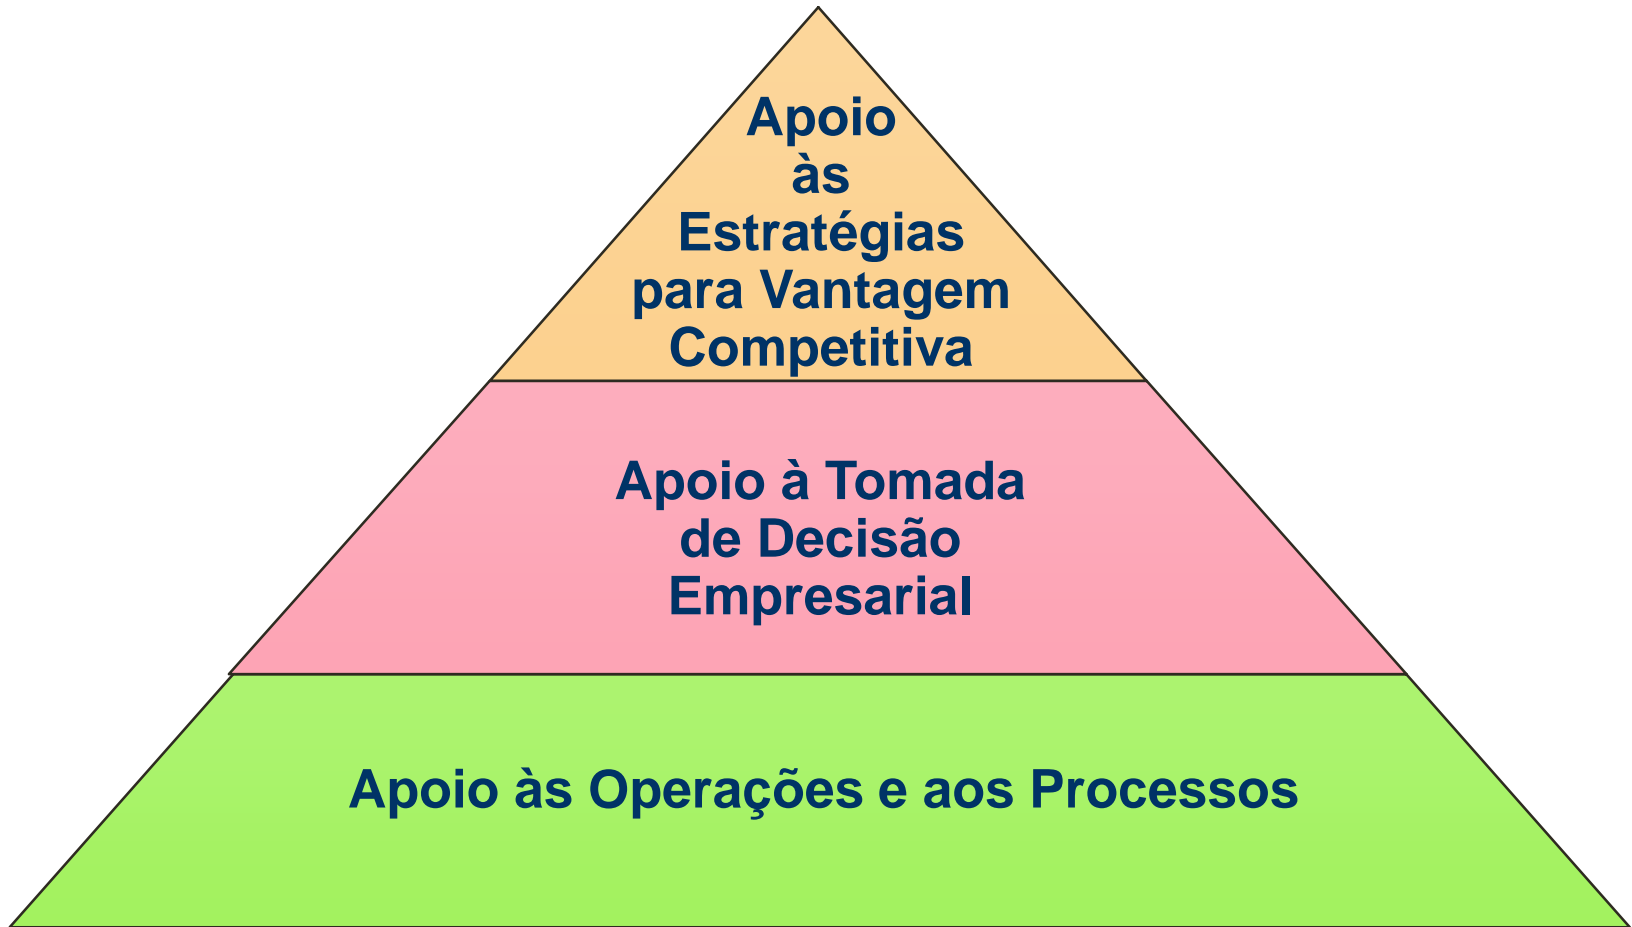 Apoio
às
Estratégias
para Vantagem
Competitiva
Apoio à Tomada
de Decisão
Empresarial
Apoio às Operações e aos Processos